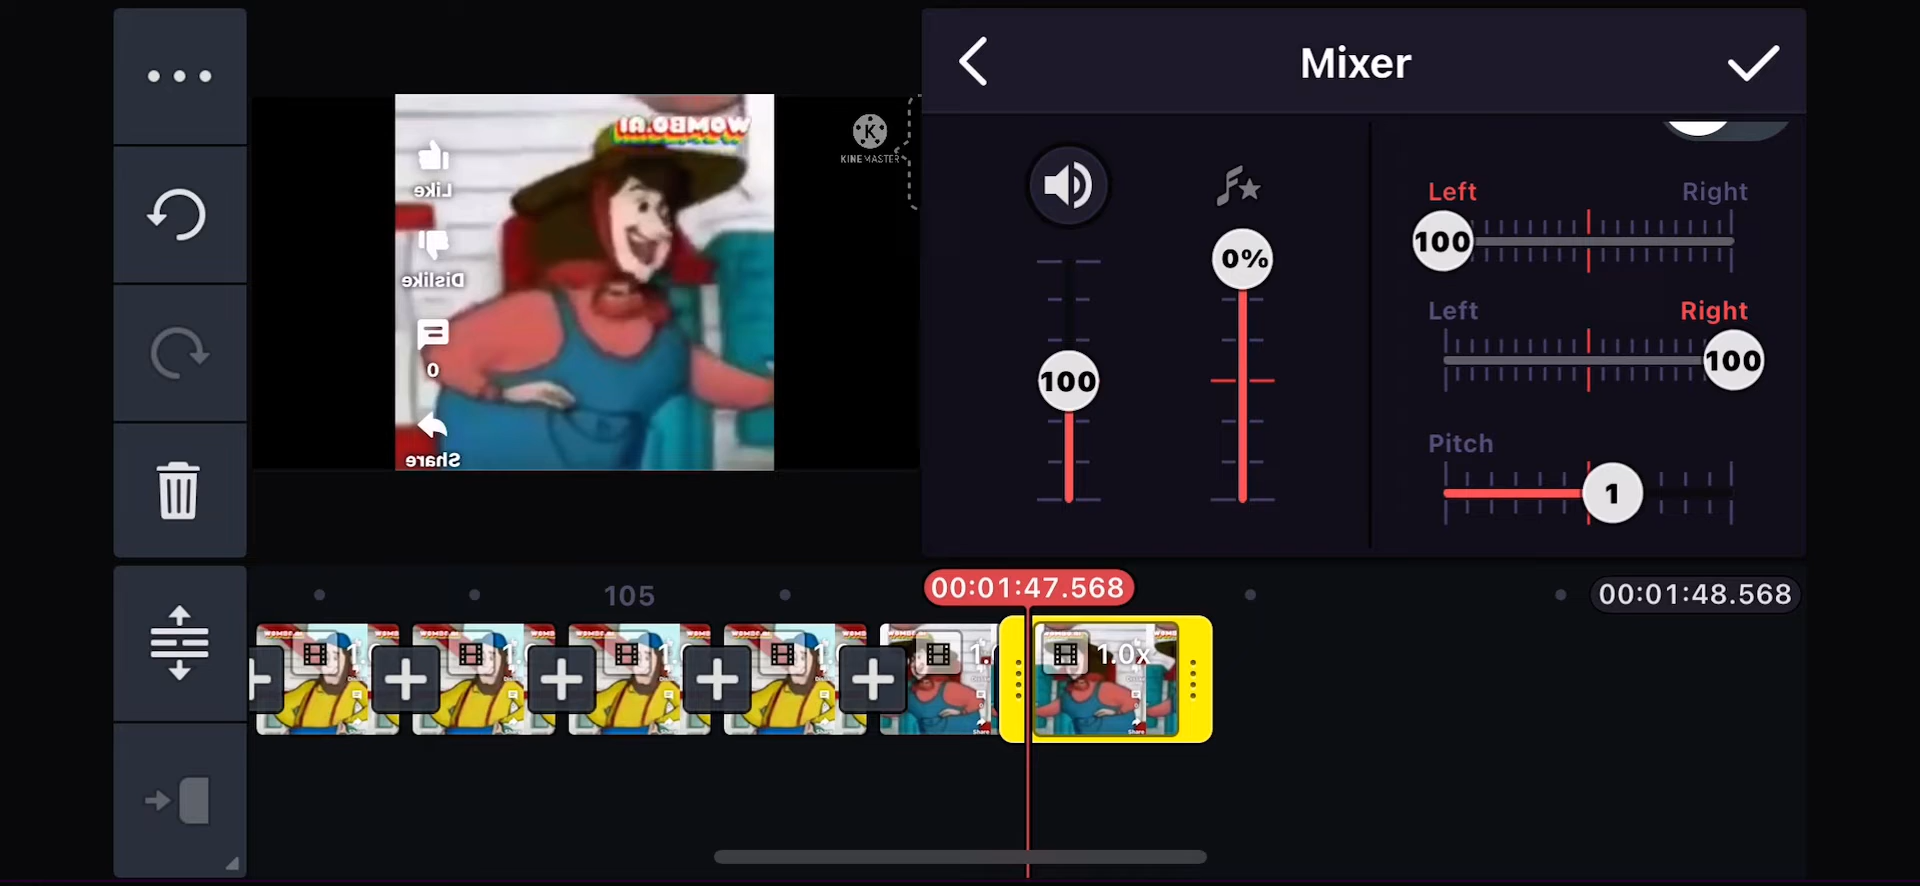 Mixer
WOMBO.AI
Like
Dislike
0
Share
K
KINEMASTER
100
0%
Left Right
100
Left Right
100
Pitch
1
105
00:01:47.568
00:01:48.568
1.0x